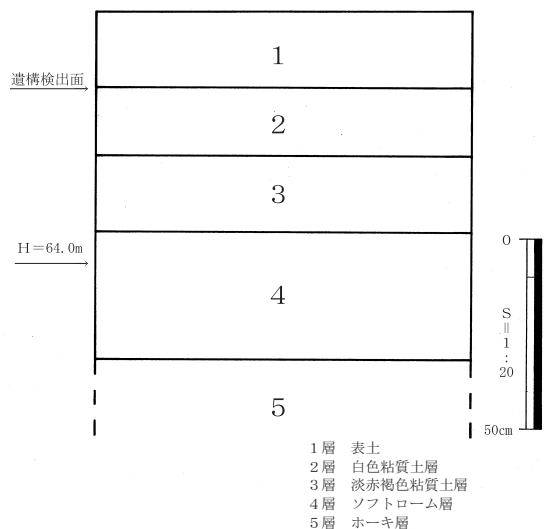 1
遺構検出面
2
3
H=64.0m
4
5
0
S=1:20
50cm
1層 表土
2層 白色粘質土層
3層 淡赤褐色粘質土層
4層 ソフトローム層
5層 ホーキ層